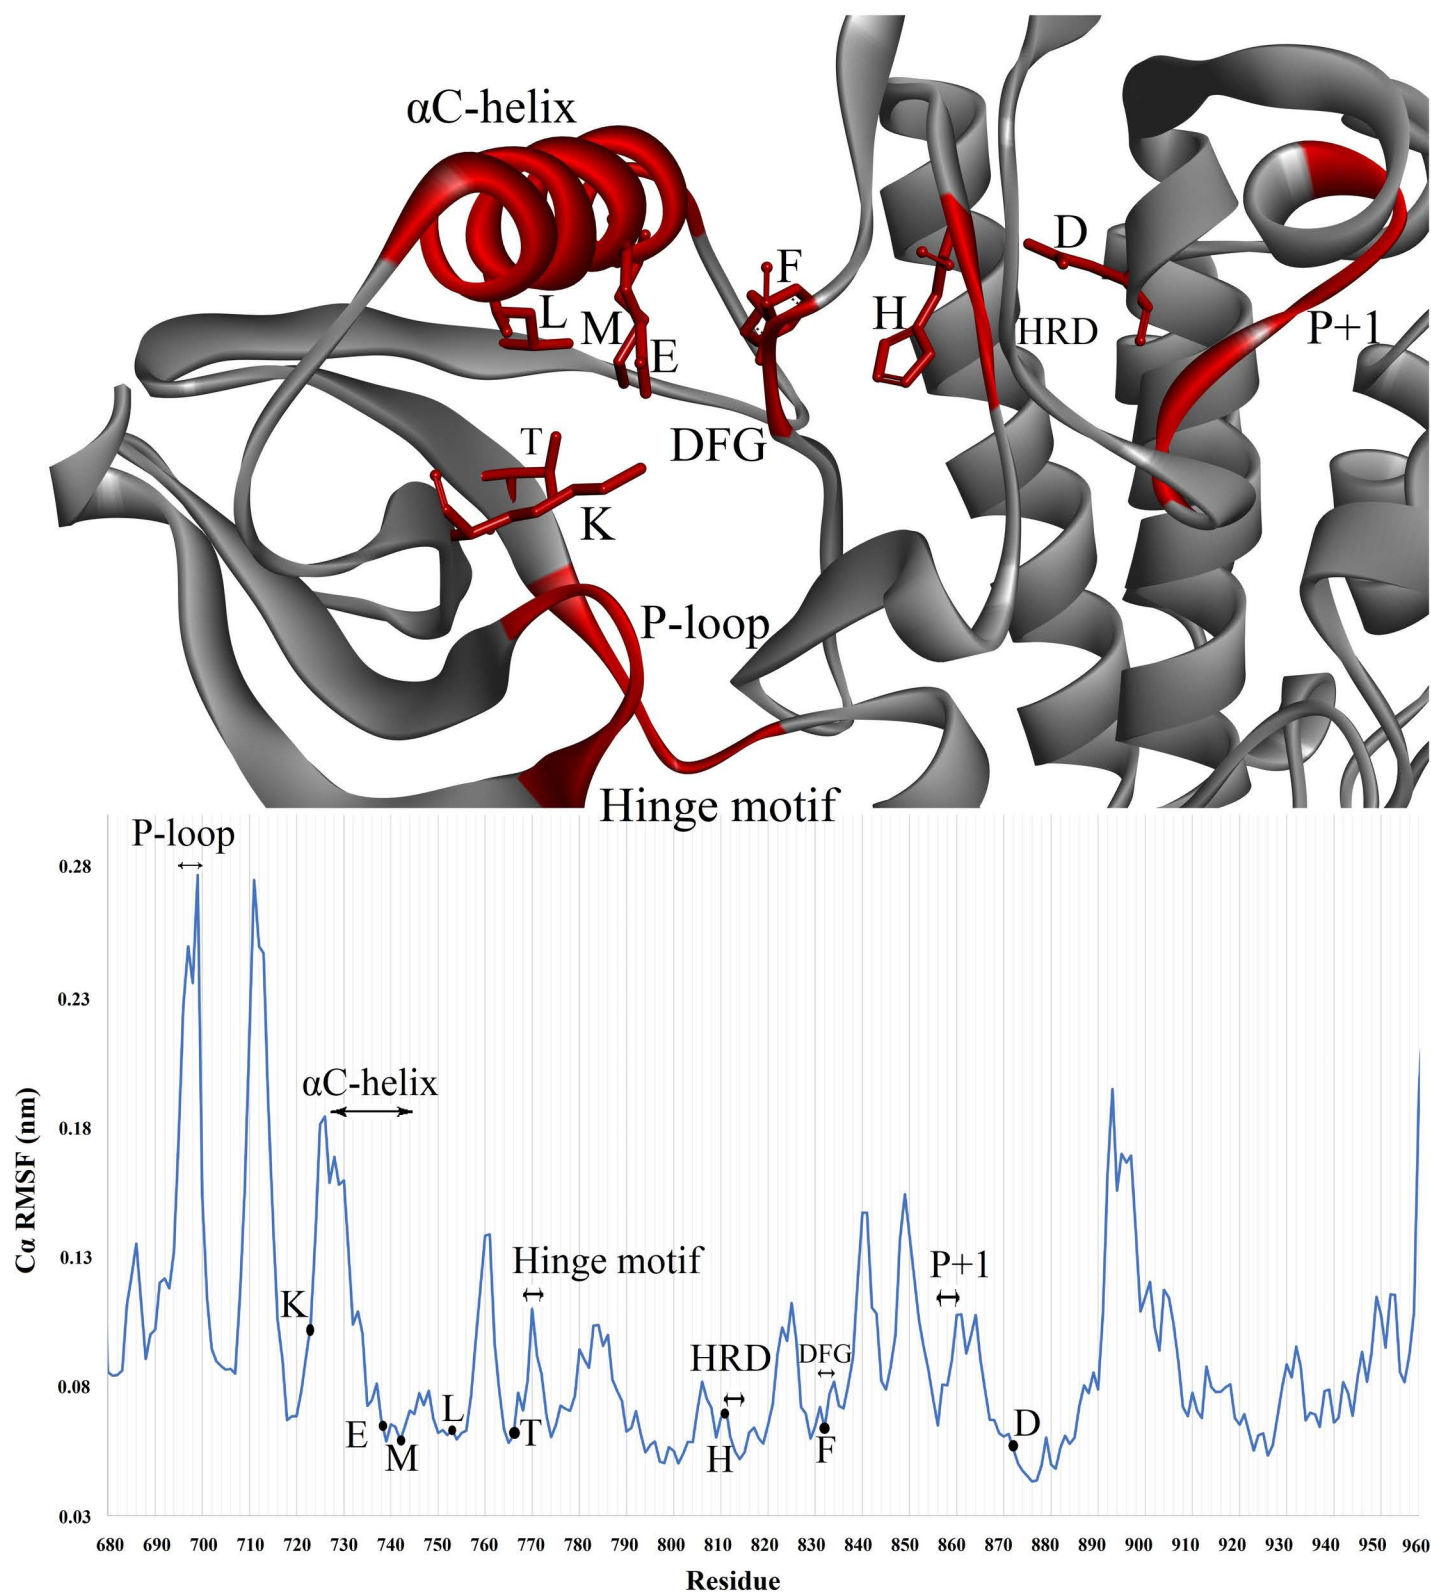 αC-helix
F
D
L
M
E
H
HRD
P+1
T
DFG
K
P-loop
Hinge motif
P-loop
0.28
0.23
αC-helix
0.18
Hinge motif
P+1
0.13
K
HRD
DFG
0.08
E
M
L
T
H
F
D
0.03
Cα RMSF (nm)
680 690 700 710 720 730 740 750 760 770 780 790 800 810 820 830 840 850 860 870 880 890 900 910 920 930 940 950 960
Residue